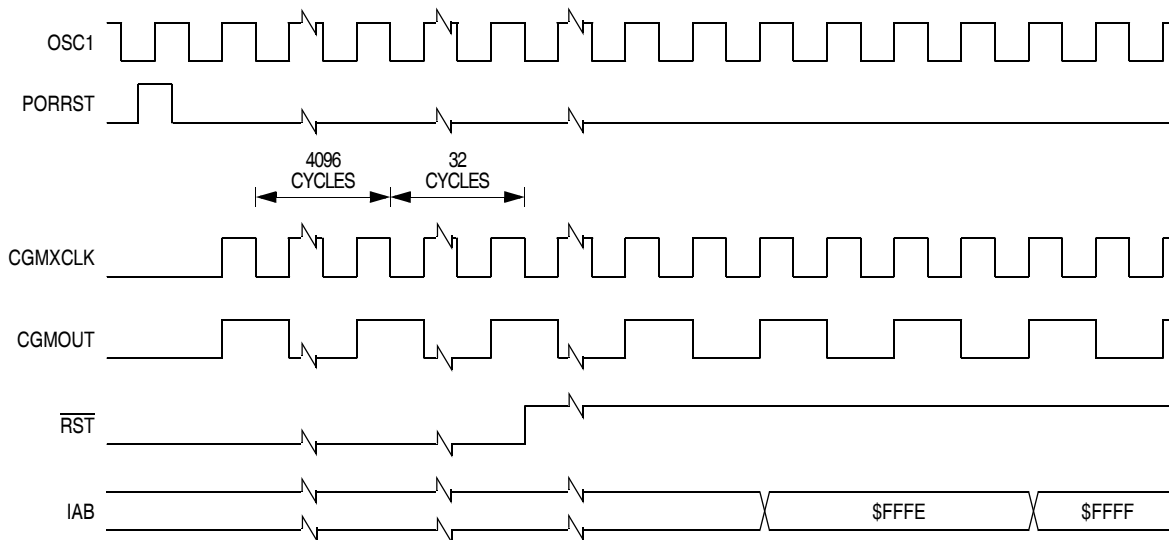 OSC1
PORRST
4096
CYCLES
32
CYCLES
CGMXCLK
CGMOUT
RST
IAB
$FFFE
$FFFF